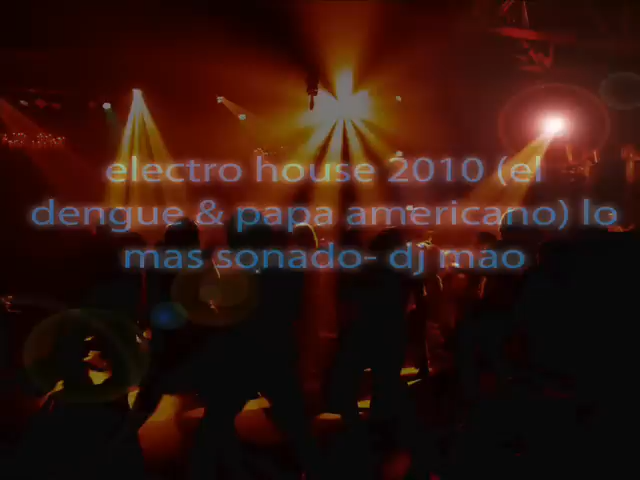 electro house 2010 (el
dengue & papa americano) lo
mas sonado- dj mao